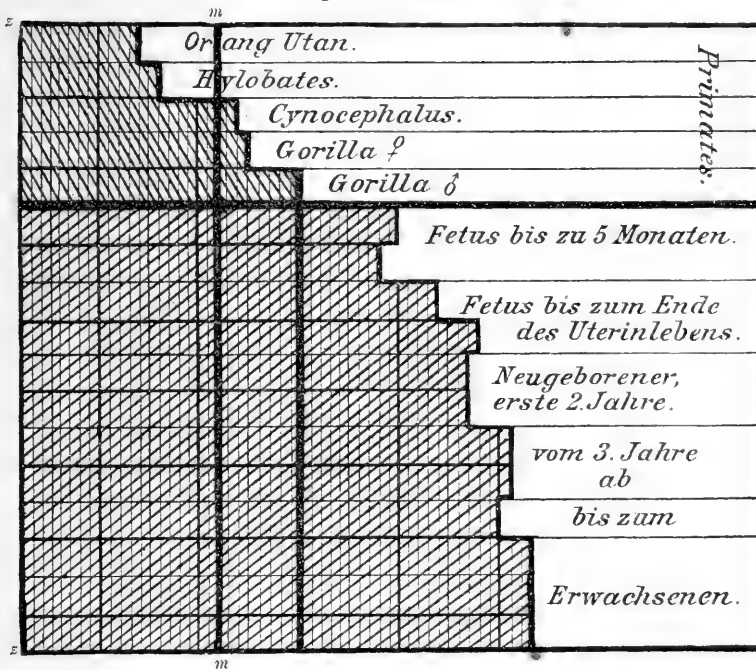 m
z
Orang Utan.
Hylobates.
Cynocephalus.
Gorilla ♀
Gorilla ♂
Primates.
Fetus bis zu 5 Monaten.
Fetus bis zum Ende
des Uterinlebens.
Neugeborener,
erste 2. Jahre.
vom 3. Jahre
ab
bis zum
Erwachsenen.
z
m